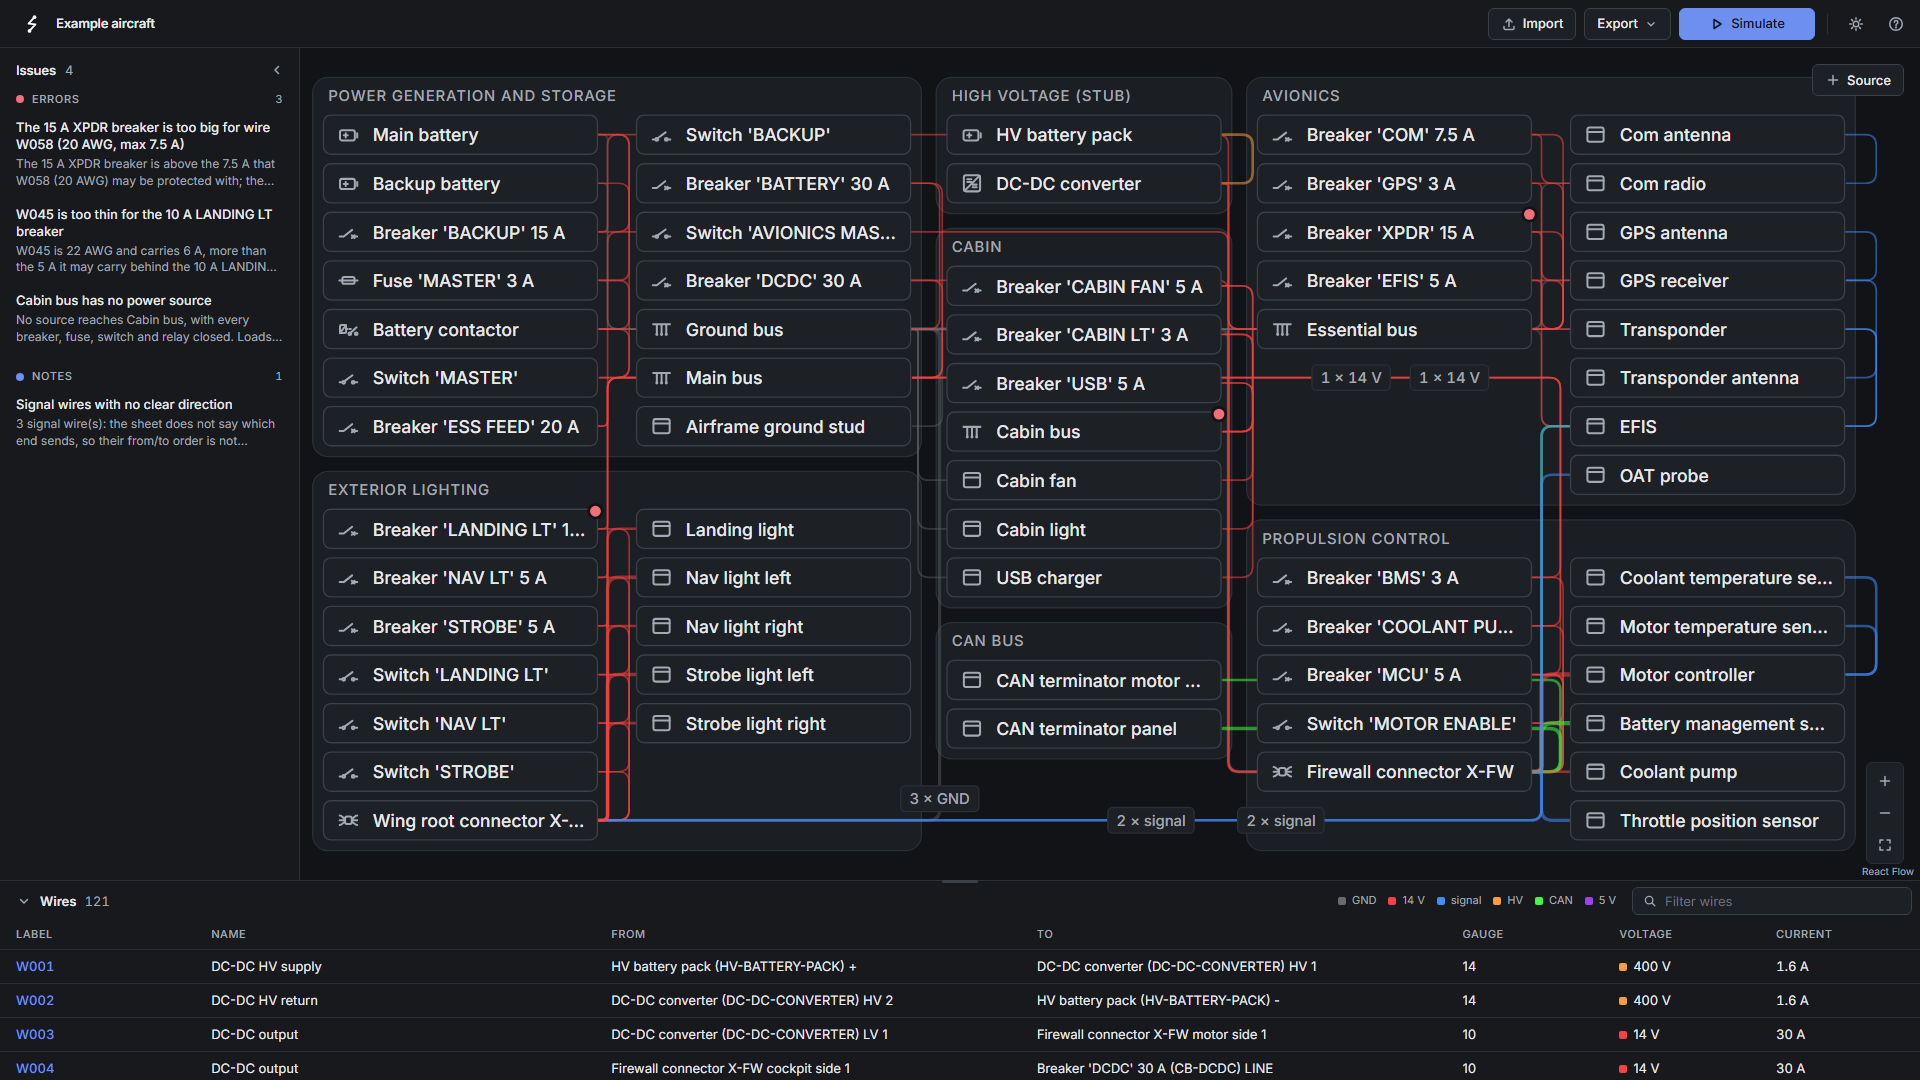 Example aircraft
Import
Export
Simulate
Issues 4
ERRORS 3
The 15 A XPDR breaker is too big for wire
W058 (20 AWG, max 7.5 A)
The 15 A XPDR breaker is above the 7.5 A that
W058 (20 AWG) may be protected with; the...
W045 is too thin for the 10 A LANDING LT
breaker
W045 is 22 AWG and carries 6 A, more than
the 5 A it may carry behind the 10 A LANDIN...
Cabin bus has no power source
No source reaches Cabin bus, with every
breaker, fuse, switch and relay closed. Loads...
NOTES 1
Signal wires with no clear direction
3 signal wire(s): the sheet does not say which
end sends, so their from/to order is not...
Source
POWER GENERATION AND STORAGE
Main battery
Backup battery
Breaker 'BACKUP' 15 A
Fuse 'MASTER' 3 A
Battery contactor
Switch 'MASTER'
Breaker 'ESS FEED' 20 A
Switch 'BACKUP'
Breaker 'BATTERY' 30 A
Switch 'AVIONICS MAS...
Breaker 'DCDC' 30 A
Ground bus
Main bus
Airframe ground stud
EXTERIOR LIGHTING
Breaker 'LANDING LT' 1...
Breaker 'NAV LT' 5 A
Breaker 'STROBE' 5 A
Switch 'LANDING LT'
Switch 'NAV LT'
Switch 'STROBE'
Wing root connector X-...
Landing light
Nav light left
Nav light right
Strobe light left
Strobe light right
HIGH VOLTAGE (STUB)
HV battery pack
DC-DC converter
CABIN
Breaker 'CABIN FAN' 5 A
Breaker 'CABIN LT' 3 A
Breaker 'USB' 5 A
Cabin bus
Cabin fan
Cabin light
USB charger
CAN BUS
CAN terminator motor ...
CAN terminator panel
AVIONICS
Breaker 'COM' 7.5 A
Breaker 'GPS' 3 A
Breaker 'XPDR' 15 A
Breaker 'EFIS' 5 A
Essential bus
Com antenna
Com radio
GPS antenna
GPS receiver
Transponder
Transponder antenna
EFIS
OAT probe
1 × 14 V
1 × 14 V
PROPULSION CONTROL
Breaker 'BMS' 3 A
Breaker 'COOLANT PU...
Breaker 'MCU' 5 A
Switch 'MOTOR ENABLE'
Firewall connector X-FW
Coolant temperature se...
Motor temperature sen...
Motor controller
Battery management s...
Coolant pump
Throttle position sensor
3 × GND
2 × signal
2 × signal
React Flow
Wires 121
GND 14 V signal HV CAN 5 V
Filter wires
LABEL NAME FROM TO GAUGE VOLTAGE CURRENT
W001 DC-DC HV supply HV battery pack (HV-BATTERY-PACK) + DC-DC converter (DC-DC-CONVERTER) HV 1 14 400 V 1.6 A
W002 DC-DC HV return DC-DC converter (DC-DC-CONVERTER) HV 2 HV battery pack (HV-BATTERY-PACK) - 14 400 V 1.6 A
W003 DC-DC output DC-DC converter (DC-DC-CONVERTER) LV 1 Firewall connector X-FW motor side 1 10 14 V 30 A
W004 DC-DC output Firewall connector X-FW cockpit side 1 Breaker 'DCDC' 30 A (CB-DCDC) LINE 10 14 V 30 A